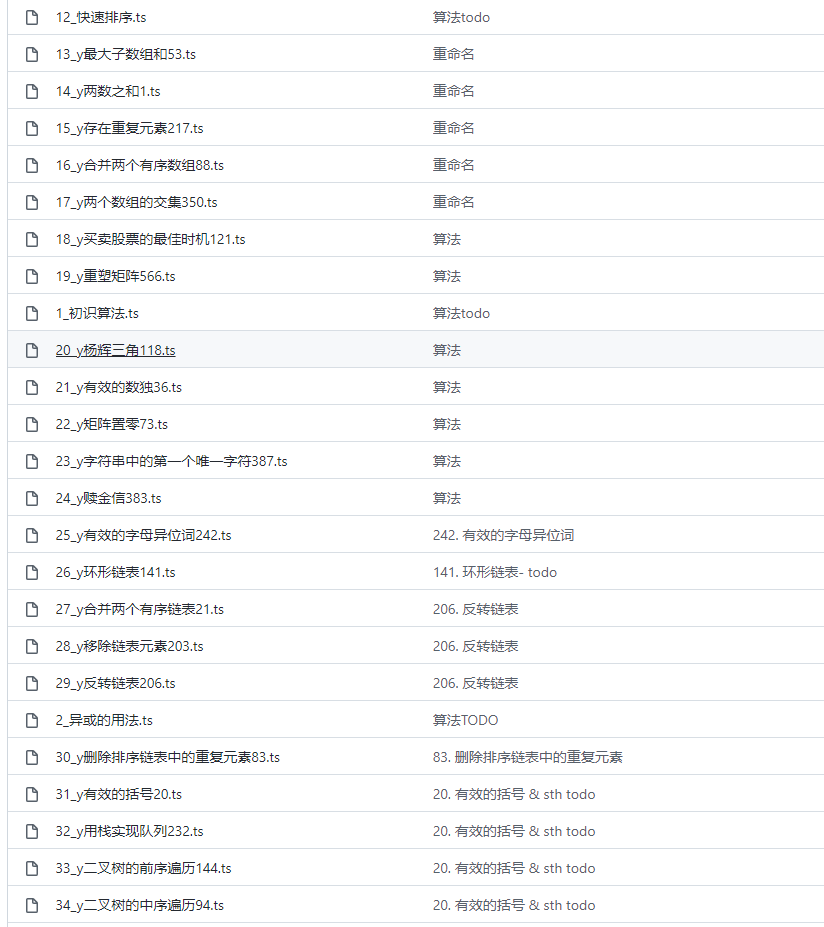 12_快速排序.ts 算法todo
13_y最大子数组和53.ts 重命名
14_y两数之和1.ts 重命名
15_y存在重复元素217.ts 重命名
16_y合并两个有序数组88.ts 重命名
17_y两个数组的交集350.ts 重命名
18_y买卖股票的最佳时机121.ts 算法
19_y重塑矩阵566.ts 算法
1_初识算法.ts 算法todo
20_y杨辉三角118.ts 算法
21_y有效的数独36.ts 算法
22_y矩阵置零73.ts 算法
23_y字符串中的第一个唯一字符387.ts 算法
24_y赎金信383.ts 算法
25_y有效的字母异位词242.ts 242. 有效的字母异位词
26_y环形链表141.ts 141. 环形链表- todo
27_y合并两个有序链表21.ts 206. 反转链表
28_y移除链表元素203.ts 206. 反转链表
29_y反转链表206.ts 206. 反转链表
2_异或的用法.ts 算法TODO
30_y删除排序链表中的重复元素83.ts 83. 删除排序链表中的重复元素
31_y有效的括号20.ts 20. 有效的括号 & sth todo
32_y用栈实现队列232.ts 20. 有效的括号 & sth todo
33_y二叉树的前序遍历144.ts 20. 有效的括号 & sth todo
34_y二叉树的中序遍历94.ts 20. 有效的括号 & sth todo